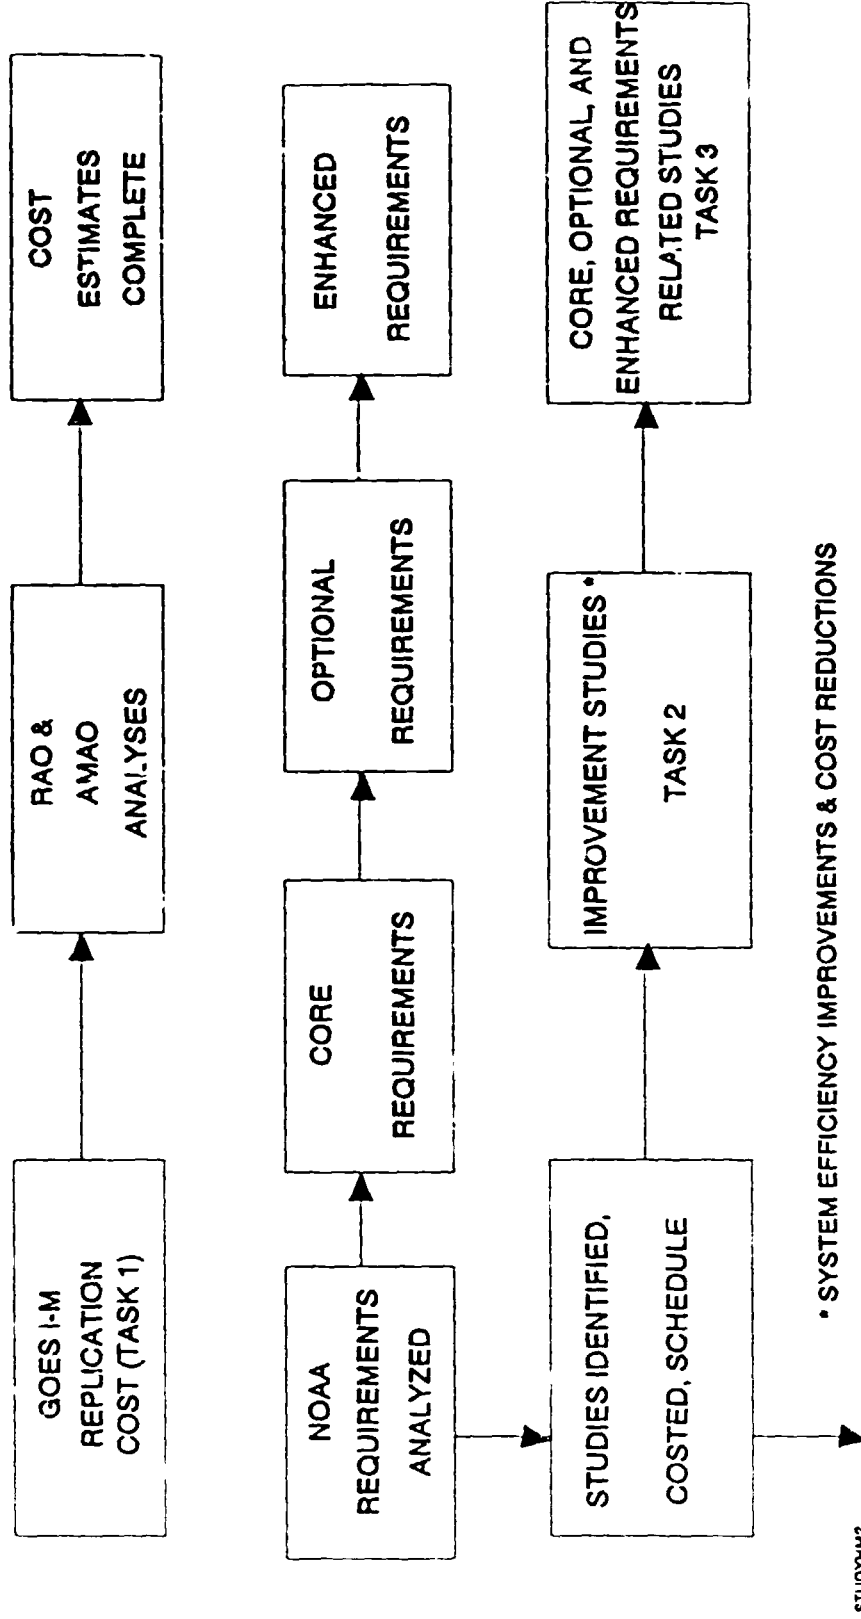 GOES I-M
REPLICATION
COST (TASK 1)
RAO &
AMAO
ANALYSES
COST
ESTIMATES
COMPLETE
NOAA
REQUIREMENTS
ANALYZED
CORE
REQUIREMENTS
OPTIONAL
REQUIREMENTS
ENHANCED
REQUIREMENTS
STUDIES IDENTIFIED,
COSTED, SCHEDULE
IMPROVEMENT STUDIES *
TASK 2
CORE, OPTIONAL, AND
ENHANCED REQUIREMENTS
RELATED STUDIES
TASK 3
* SYSTEM EFFICIENCY IMPROVEMENTS & COST REDUCTIONS